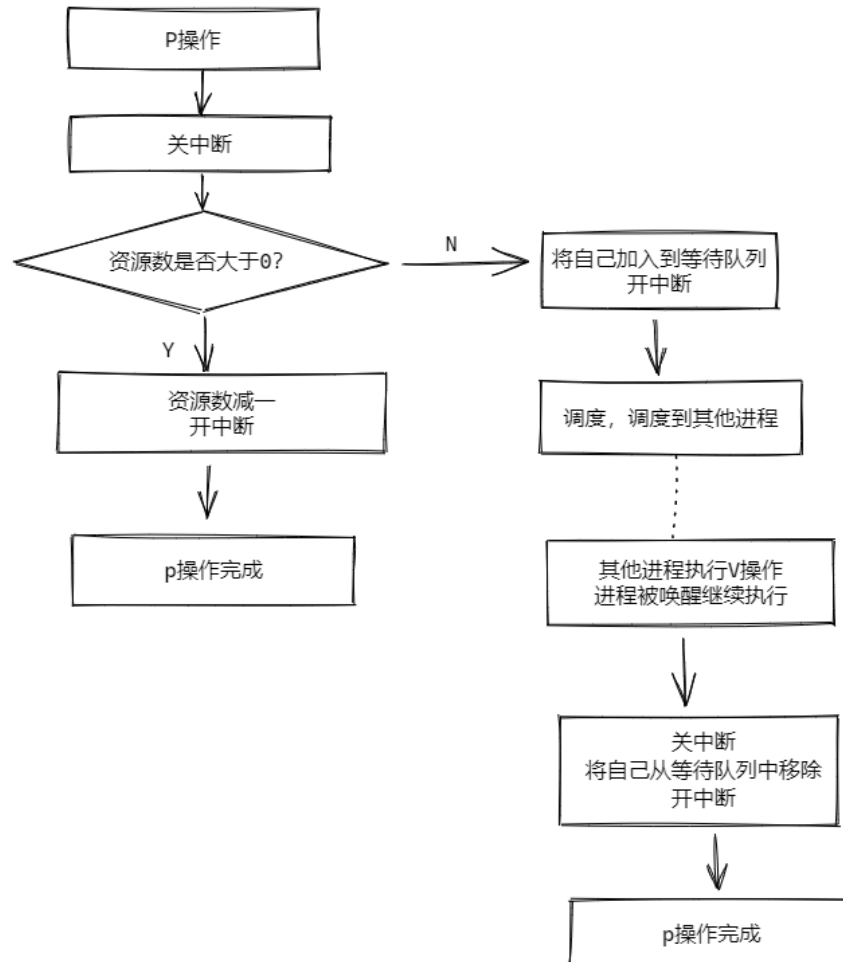 P操作
关中断
资源数是否大于0?
N
将自己加入到等待队列
开中断
Y
资源数减一
开中断
调度，调度到其他进程
p操作完成
其他进程执行V操作
进程被唤醒继续执行
关中断
将自己从等待队列中移除
开中断
p操作完成